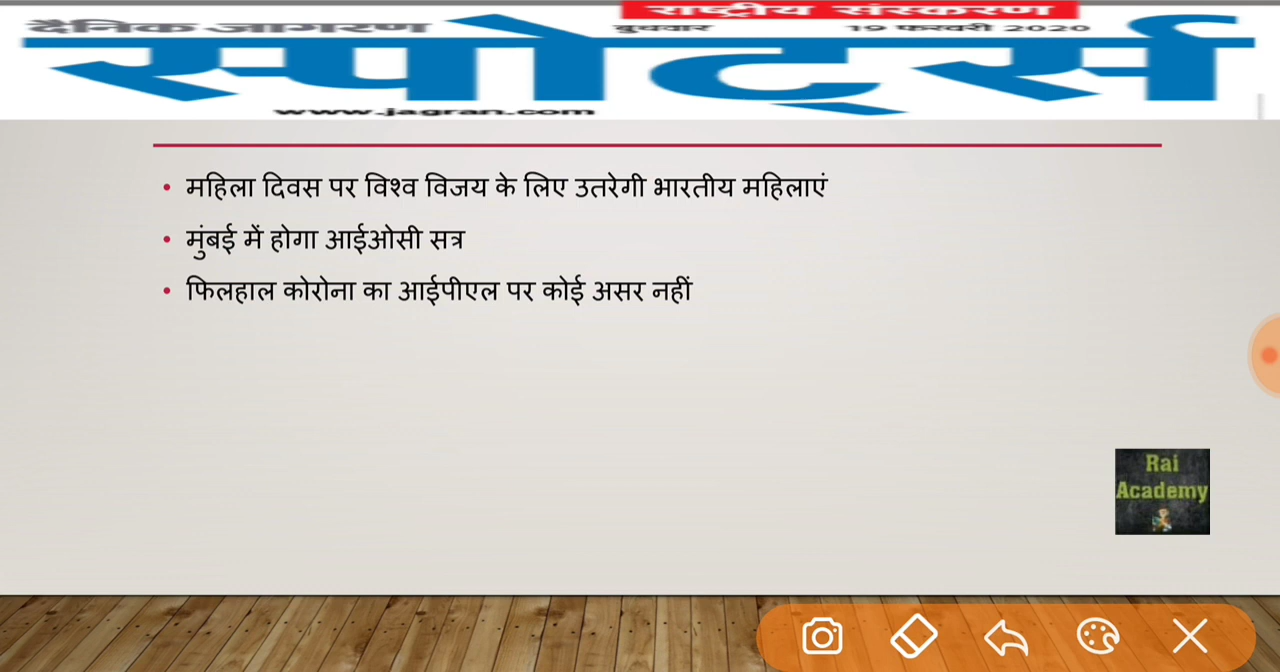 राष्ट्रीय संस्करण
दैनिक जागरण
बुधवार 19 फरवरी 2020
स्पोर्ट्स
www.jagran.com
• महिला दिवस पर विश्व विजय के लिए उतरेगी भारतीय महिलाएं
• मुंबई में होगा आईओसी सत्र
• फिलहाल कोरोना का आईपीएल पर कोई असर नहीं
Rai
Academy